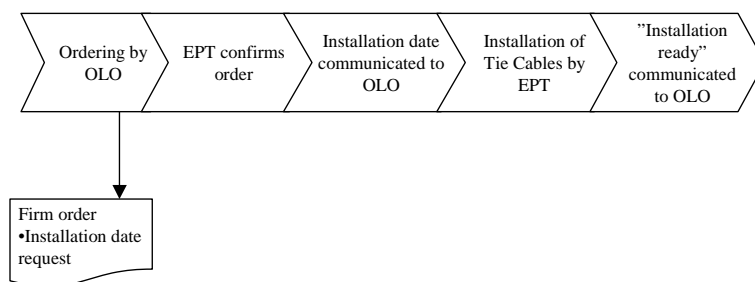 Ordering by
OLO
EPT confirms
order
Installation date
communicated to
OLO
Installation of
Tie Cables by
EPT
”Installation
ready”
communicated
to OLO
Firm order
•Installation date
request